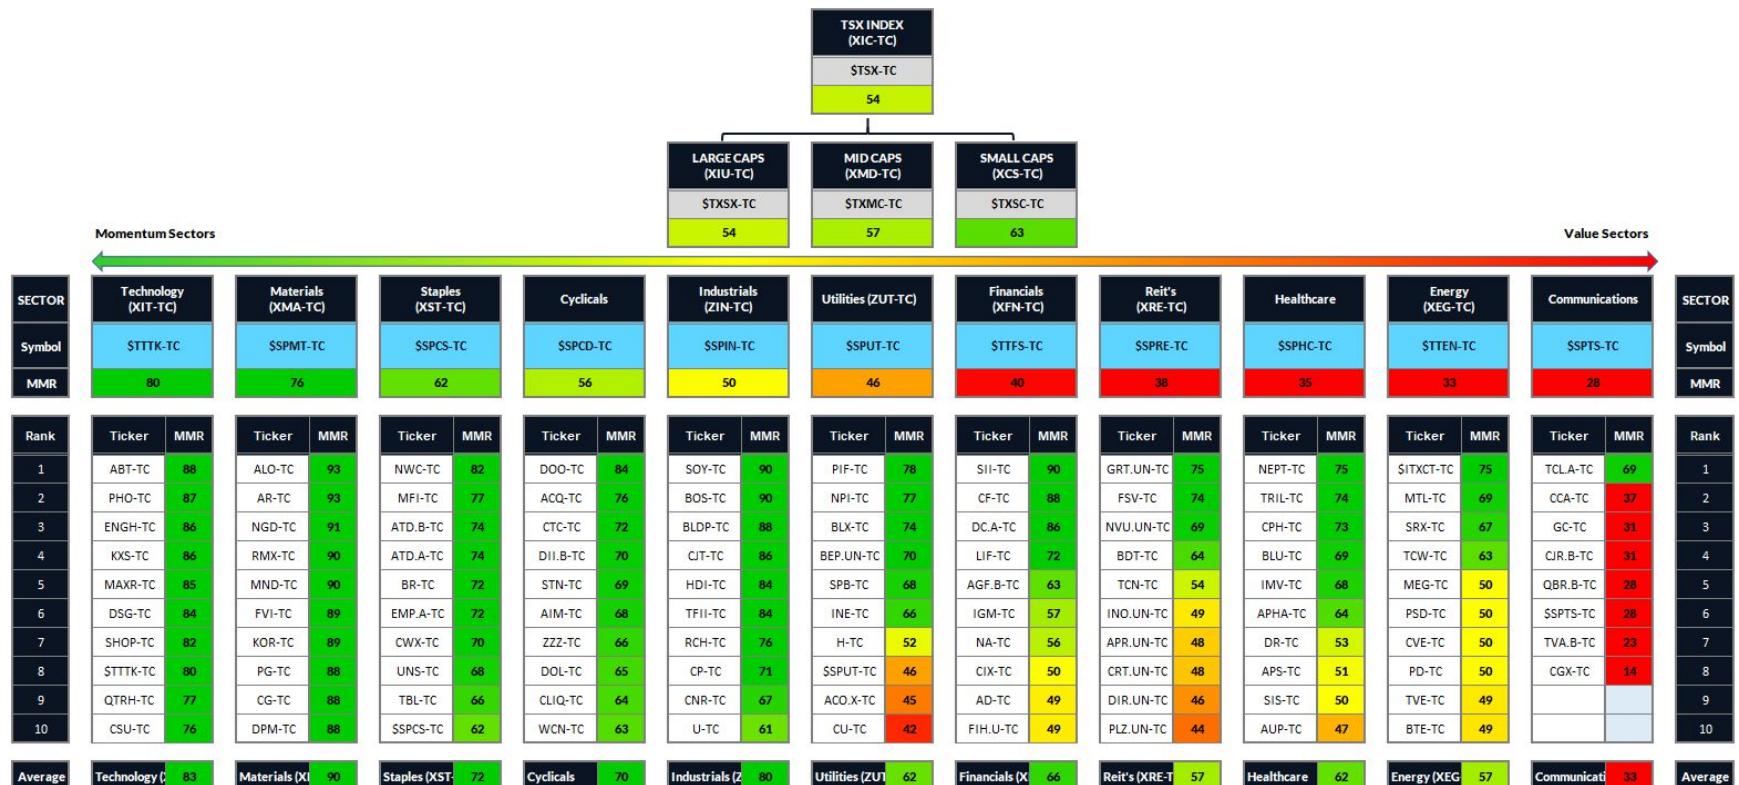 TSX INDEX
(XIC-TC)
$TSX-TC
54
LARGE CAPS
(XIU-TC)
MID CAPS
(XMD-TC)
SMALL CAPS
(XCS-TC)
$TXSX-TC $TXMC-TC $TXSC-TC
54 57 63
Momentum Sectors Value Sectors
SECTOR Technology (XIT-TC) Materials (XMA-TC) Staples (XST-TC) Cyclicals Industrials (ZIN-TC) Utilities (ZUT-TC) Financials (XFN-TC) Reit's (XRE-TC) Healthcare Energy (XEG-TC) Communications SECTOR
Symbol $TTTK-TC $SPMT-TC $SPCS-TC $SPCD-TC $SPIN-TC $SPUT-TC $TTFS-TC $SPRE-TC $SPHC-TC $TTEN-TC $SPTS-TC Symbol
MMR 80 76 62 56 50 46 40 38 35 33 28 MMR
Rank Ticker MMR Ticker MMR Ticker MMR Ticker MMR Ticker MMR Ticker MMR Ticker MMR Ticker MMR Ticker MMR Ticker MMR Ticker MMR Rank
1 ABT-TC 88 ALO-TC 93 NWC-TC 82 DOO-TC 84 SOY-TC 90 PIF-TC 78 SII-TC 90 GRT.UN-TC 75 NEPT-TC 75 $ITXCT-TC 75 TCL.A-TC 69 1
2 PHO-TC 87 AR-TC 93 MFI-TC 77 ACQ-TC 76 BOS-TC 90 NPI-TC 77 CF-TC 88 FSV-TC 74 TRIL-TC 74 MTL-TC 69 CCA-TC 37 2
3 ENGH-TC 86 NGD-TC 91 ATD.B-TC 74 CTC-TC 72 BLDP-TC 88 BLX-TC 74 DC.A-TC 86 NVU.UN-TC 69 CPH-TC 73 SRX-TC 67 GC-TC 31 3
4 KXS-TC 86 RMX-TC 90 ATD.A-TC 74 DII.B-TC 70 CJT-TC 86 BEP.UN-TC 70 LIF-TC 72 BDT-TC 64 BLU-TC 69 TCW-TC 63 CJR.B-TC 31 4
5 MAXR-TC 85 MND-TC 90 BR-TC 72 STN-TC 69 HDI-TC 84 SPB-TC 68 AGF.B-TC 63 TCN-TC 54 IMV-TC 68 MEG-TC 50 QBR.B-TC 28 5
6 DSG-TC 84 FVI-TC 89 EMP.A-TC 72 AIM-TC 68 TFII-TC 84 INE-TC 66 IGM-TC 57 INO.UN-TC 49 APHA-TC 64 PSD-TC 50 $SPTS-TC 28 6
7 SHOP-TC 82 KOR-TC 89 CWX-TC 70 ZZZ-TC 66 RCH-TC 76 H-TC 52 NA-TC 56 APR.UN-TC 48 DR-TC 53 CVE-TC 50 TVA.B-TC 23 7
8 $TTTK-TC 80 PG-TC 88 UNS-TC 68 DOL-TC 65 CP-TC 71 $SPUT-TC 46 CIX-TC 50 CRT.UN-TC 48 APS-TC 51 PD-TC 50 CGX-TC 14 8
9 QTRH-TC 77 CG-TC 88 TBL-TC 66 CLIQ-TC 64 CNR-TC 67 ACO.X-TC 45 AD-TC 49 DIR.UN-TC 46 SIS-TC 50 TVE-TC 49 9
10 CSU-TC 76 DPM-TC 88 $SPCS-TC 62 WCN-TC 63 U-TC 61 CU-TC 42 FIH.U-TC 49 PLZ.UN-TC 44 AUP-TC 47 BTE-TC 49 10
Average Technology ( 83 Materials (XI 90 Staples (XST- 72 Cyclicals 70 Industrials (Z 80 Utilities (ZUT 62 Financials (X 66 Reit's (XRE-T 57 Healthcare 62 Energy (XEG 57 Communicati 33 Average